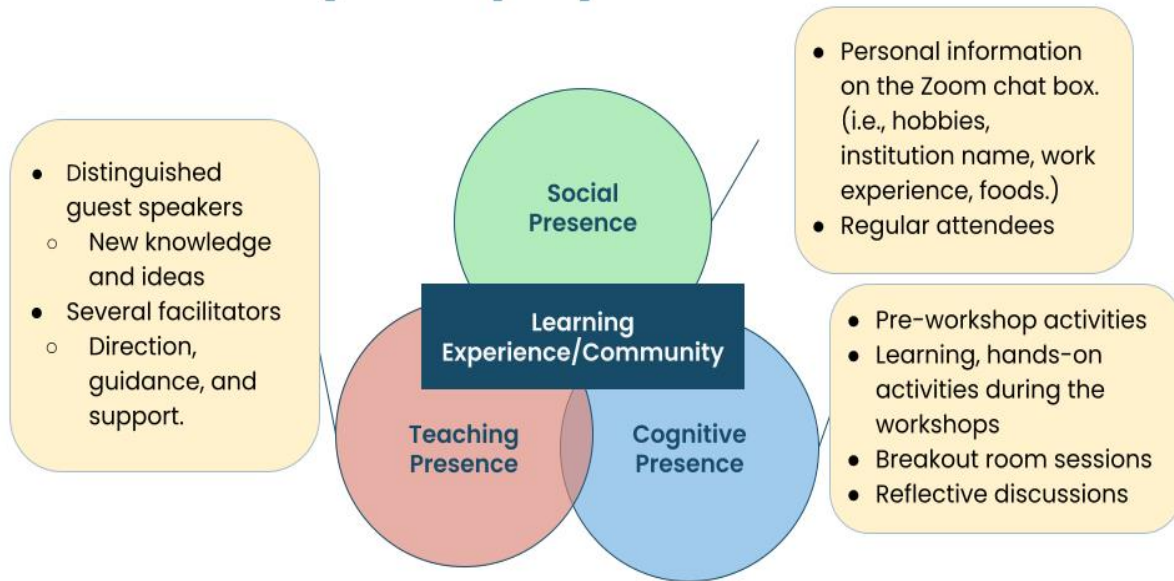 ● Distinguished
guest speakers
○ New knowledge
and ideas
● Several facilitators
○ Direction,
guidance, and
support.
Social
Presence
● Personal information
on the Zoom chat box.
(i.e., hobbies,
institution name, work
experience, foods.)
● Regular attendees
Learning
Experience/Community
Teaching
Presence
Cognitive
Presence
● Pre-workshop activities
● Learning, hands-on
activities during the
workshops
● Breakout room sessions
● Reflective discussions